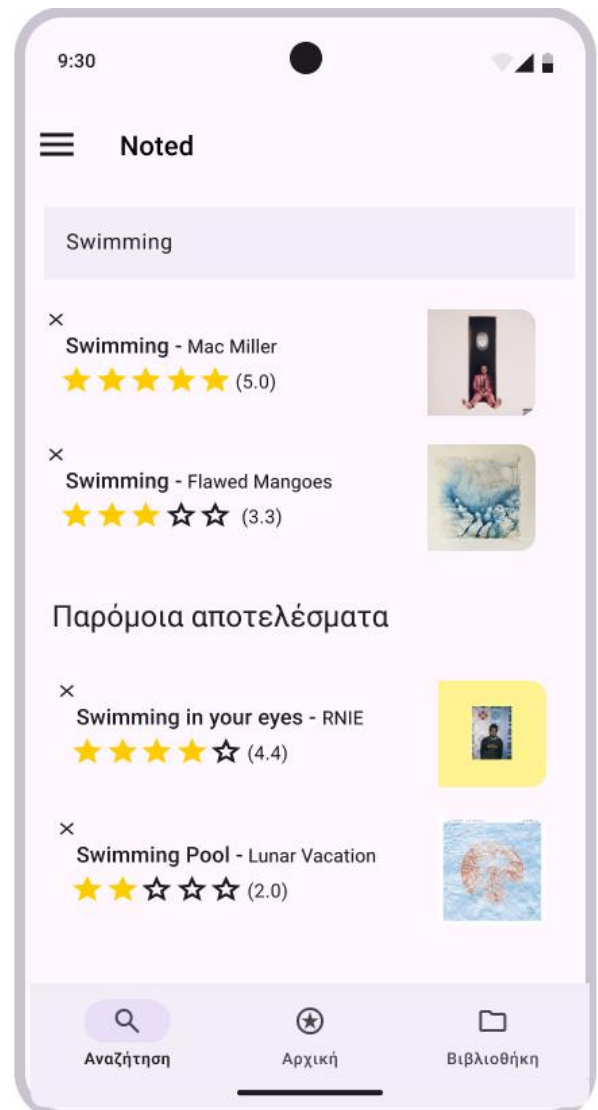 9:30
Noted
Swimming
Swimming - Mac Miller
(5.0)
Swimming - Flawed Mangoes
(3.3)
Παρόμοια αποτελέσματα
Swimming in your eyes - RNIE
(4.4)
Swimming Pool - Lunar Vacation
(2.0)
Αναζήτηση Αρχική Βιβλιοθήκη